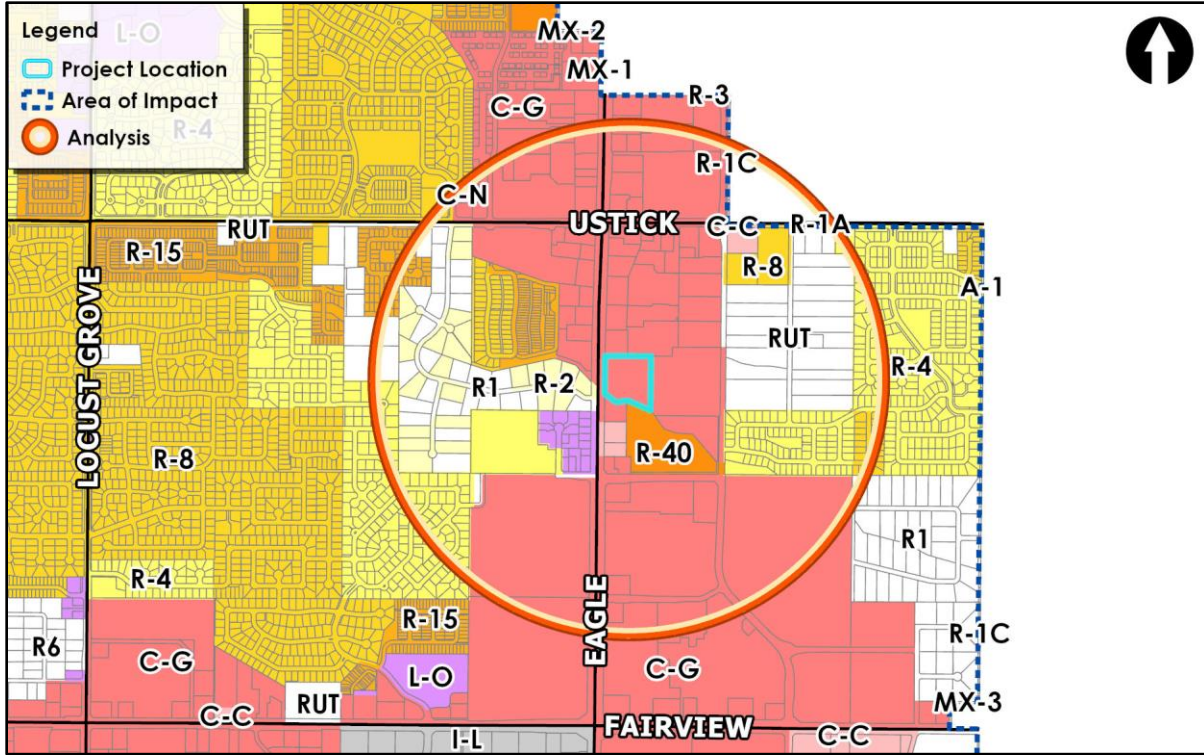 Legend
Project Location
Area of Impact
Analysis
L-O
R-4
MX-2
MX-1
C-G
R-3
R-1C
C-N
USTICK
RUT
C-C
R-1A
R-15
R-8
A-1
RUT
R-4
LOCUST GROVE
R1
R-2
R-8
R-40
R1
R-4
R-15
EAGLE
R6
C-G
L-O
C-G
R-1C
RUT
MX-3
C-C
FAIRVIEW
I-L
C-C